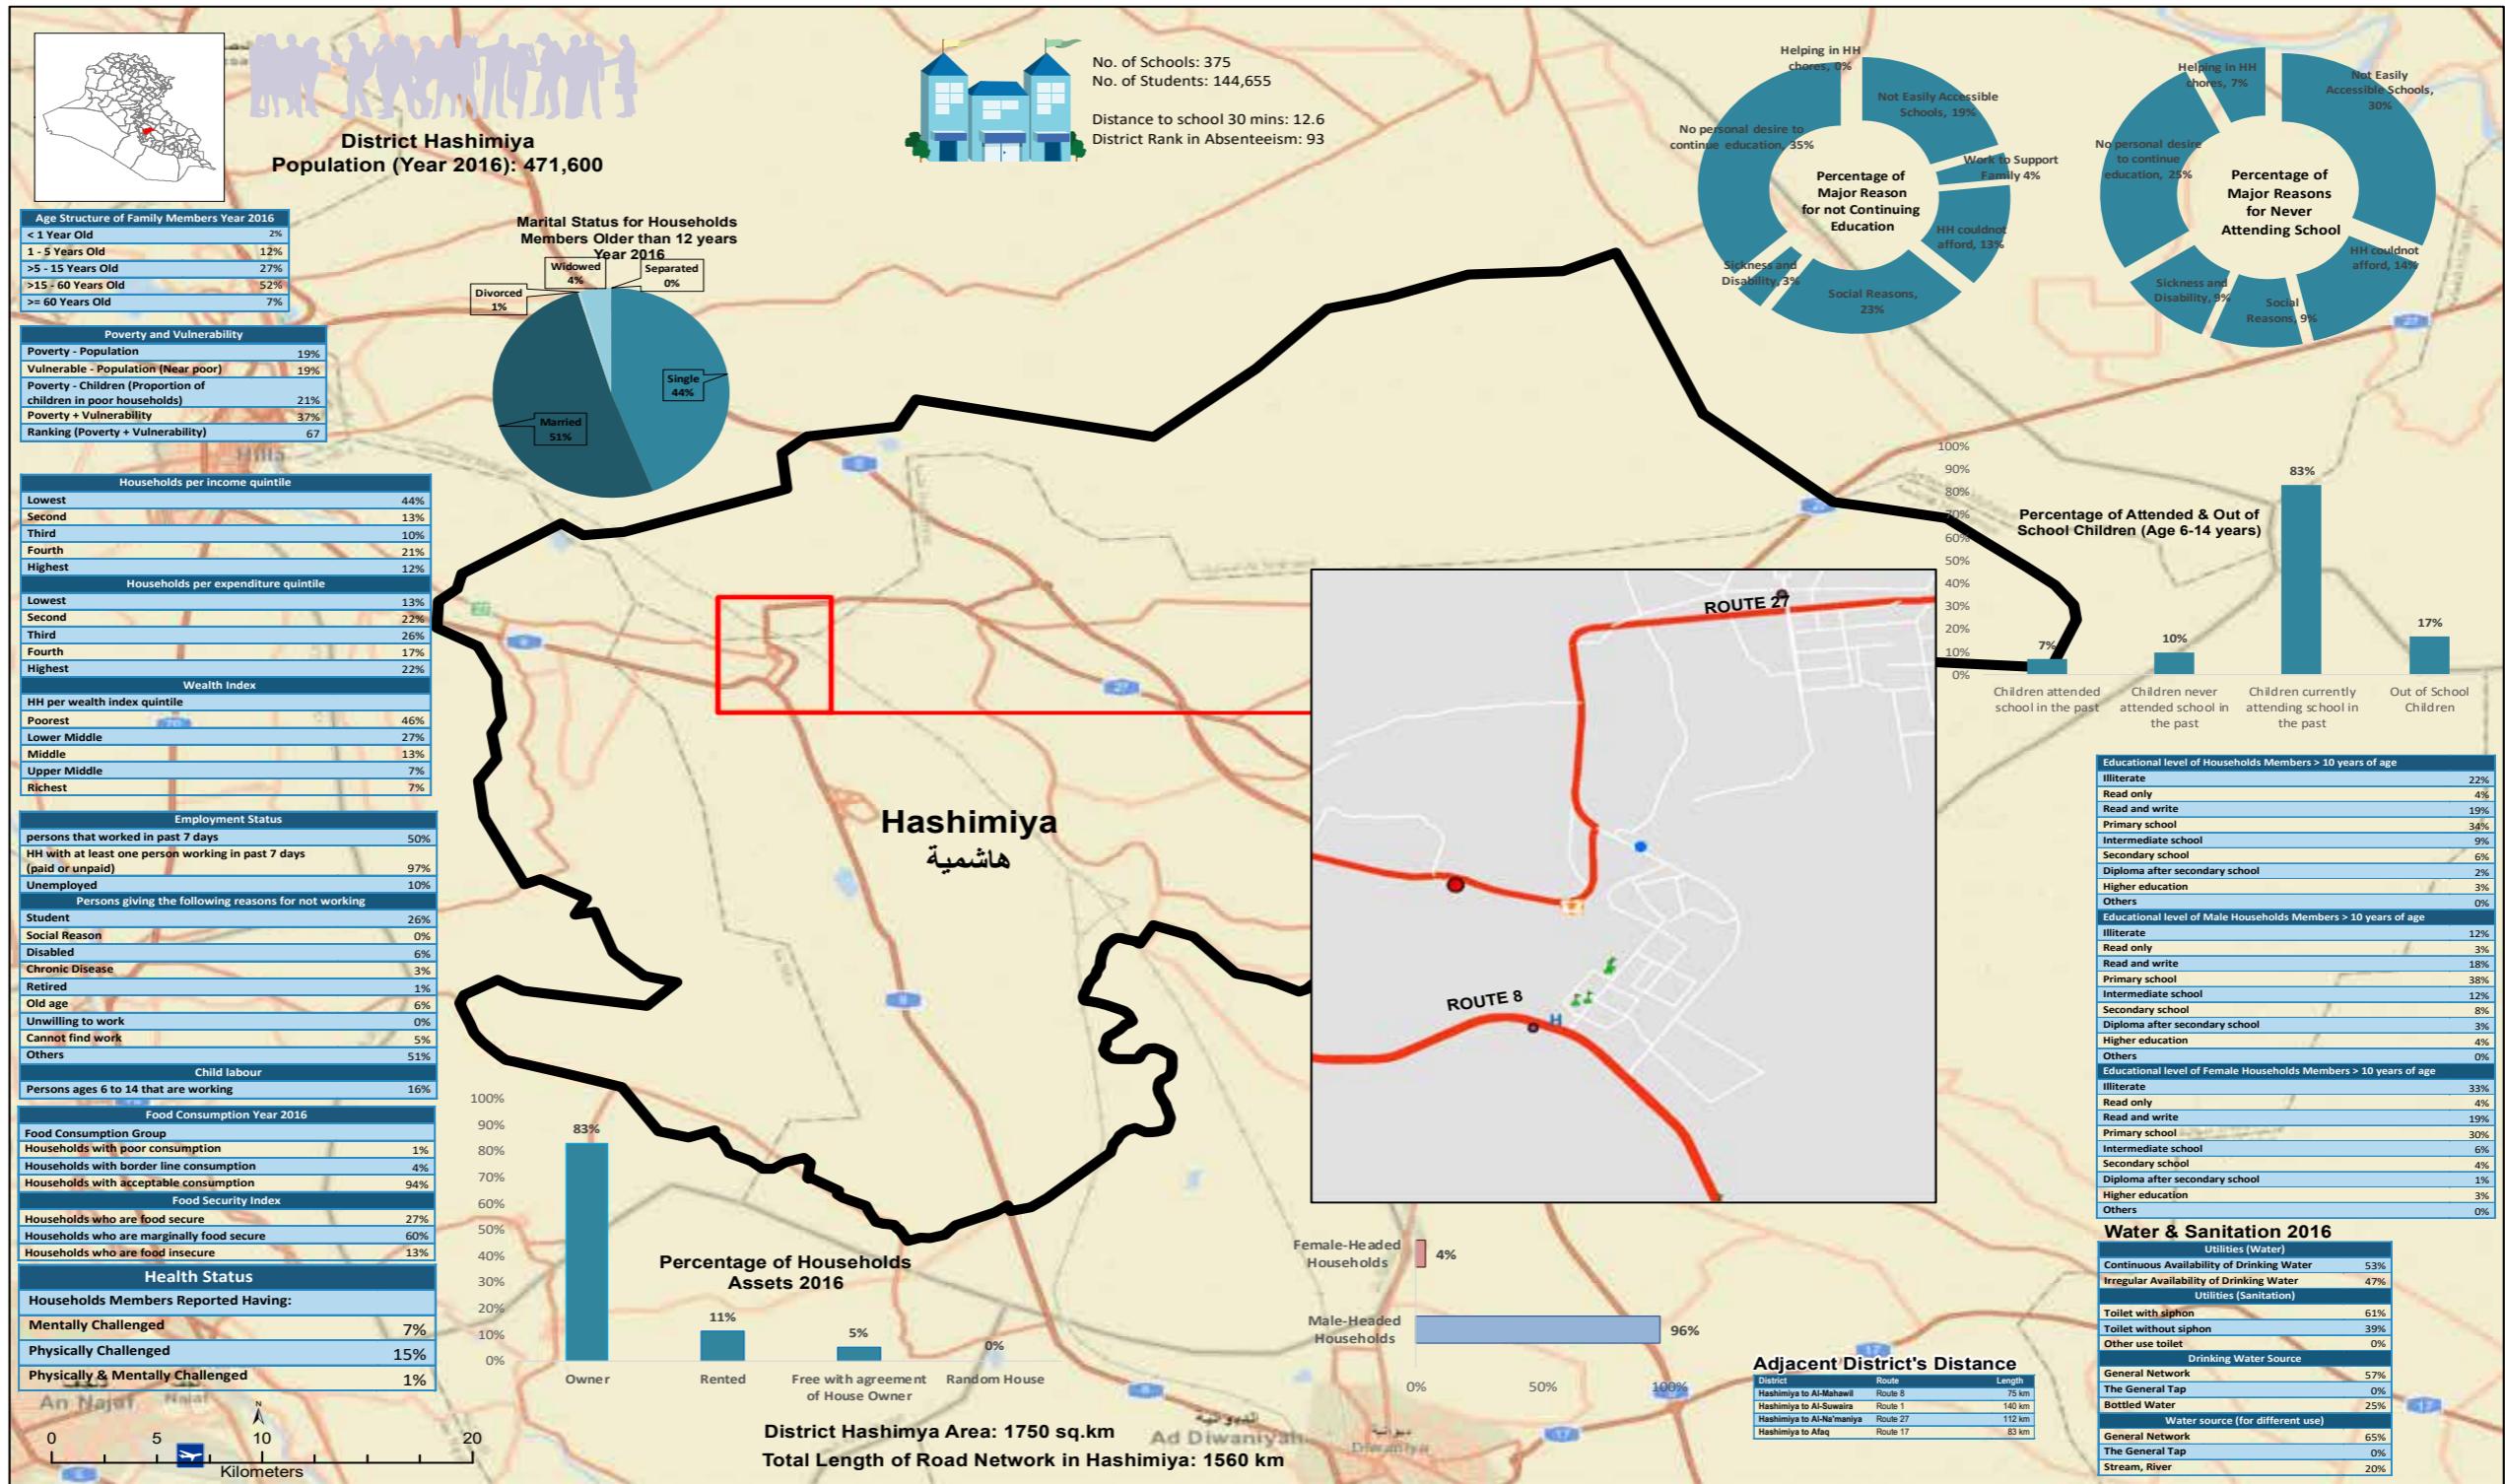 District Hashimiya
Population (Year 2016): 471,600
No. of Schools: 375
No. of Students: 144,655
Distance to school 30 mins: 12.6
District Rank in Absenteeism: 93
Age Structure of Family Members Year 2016
< 1 Year Old 2%
1 - 5 Years Old 12%
>5 - 15 Years Old 27%
>15 - 60 Years Old 52%
>= 60 Years Old 7%
Poverty and Vulnerability
Poverty - Population 19%
Vulnerable - Population (Near poor) 19%
Poverty - Children (Proportion of
children in poor households) 21%
Poverty + Vulnerability 37%
Ranking (Poverty + Vulnerability) 67
Hilla
Households per income quintile
Lowest 44%
Second 13%
Third 10%
Fourth 21%
Highest 12%
Households per expenditure quintile
Lowest 13%
Second 22%
Third 26%
Fourth 17%
Highest 22%
Wealth Index
HH per wealth index quintile
Poorest 46%
Lower Middle 27%
Middle 13%
Upper Middle 7%
Richest 7%
Employment Status
persons that worked in past 7 days 50%
HH with at least one person working in past 7 days
(paid or unpaid) 97%
Unemployed 10%
Persons giving the following reasons for not working
Student 26%
Social Reason 0%
Disabled 6%
Chronic Disease 3%
Retired 1%
Old age 6%
Unwilling to work 0%
Cannot find work 5%
Others 51%
Child labour
Persons ages 6 to 14 that are working 16%
Food Consumption Year 2016
Food Consumption Group
Households with poor consumption 1%
Households with border line consumption 4%
Households with acceptable consumption 94%
Food Security Index
Households who are food secure 27%
Households who are marginally food secure 60%
Households who are food insecure 13%
Health Status
Households Members Reported Having:
Mentally Challenged 7%
Physically Challenged 15%
Physically & Mentally Challenged 1%
An Najaf
Najaf
N
0 5 10 20
Kilometers
Marital Status for Households
Members Older than 12 years
Year 2016
Widowed
4%
Separated
0%
Divorced
1%
Single
44%
Married
51%
Hashimiya
هاشمية
ROUTE 27
ROUTE 8
H
Helping in HH
chores, 0%
Not Easily Accessible
Schools, 19%
No personal desire to
continue education, 35%
Work to Support
Family 4%
Percentage of
Major Reason
for not Continuing
Education
HH couldnot
afford, 13%
Sickness and
Disability, 3%
Social Reasons,
23%
Helping in HH
chores, 7%
Not Easily
Accessible Schools,
30%
No personal desire
to continue
education, 25%
Percentage of
Major Reasons
for Never
Attending School
HH couldnot
afford, 14%
Sickness and
Disability, 9%
Social
Reasons, 9%
Percentage of Attended & Out of
School Children (Age 6-14 years)
100%
90%
80%
70%
60%
50%
40%
30%
20%
10%
0%
7%
10%
83%
17%
Children attended
school in the past
Children never
attended school in
the past
Children currently
attending school in
the past
Out of School
Children
Educational level of Households Members > 10 years of age
Illiterate 22%
Read only 4%
Read and write 19%
Primary school 34%
Intermediate school 9%
Secondary school 6%
Diploma after secondary school 2%
Higher education 3%
Others 0%
Educational level of Male Households Members > 10 years of age
Illiterate 12%
Read only 3%
Read and write 18%
Primary school 38%
Intermediate school 12%
Secondary school 8%
Diploma after secondary school 3%
Higher education 4%
Others 0%
Educational level of Female Households Members > 10 years of age
Illiterate 33%
Read only 4%
Read and write 19%
Primary school 30%
Intermediate school 6%
Secondary school 4%
Diploma after secondary school 1%
Higher education 3%
Others 0%
Water & Sanitation 2016
Utilities (Water)
Continuous Availability of Drinking Water 53%
Irregular Availability of Drinking Water 47%
Utilities (Sanitation)
Toilet with siphon 61%
Toilet without siphon 39%
Other use toilet 0%
Drinking Water Source
General Network 57%
The General Tap 0%
Bottled Water 25%
Water source (for different use)
General Network 65%
The General Tap 0%
Stream, River 20%
100%
90%
80%
70%
60%
50%
40%
30%
20%
10%
0%
Percentage of Households
Assets 2016
83%
11%
5%
0%
Owner
Rented
Free with agreement
of House Owner
Random House
Female-Headed
Households
4%
Male-Headed
Households
96%
0% 50% 100%
Adjacent District's Distance
District Route Length
Hashimiya to Al-Mahawil Route 8 75 km
Hashimiya to Al-Suwaira Route 1 140 km
Hashimiya to Al-Na'maniya Route 27 112 km
Hashimiya to Afaq Route 17 83 km
District Hashimya Area: 1750 sq.km
Total Length of Road Network in Hashimiya: 1560 km
Ad Diwaniyah
الديوانية
Diwaniya